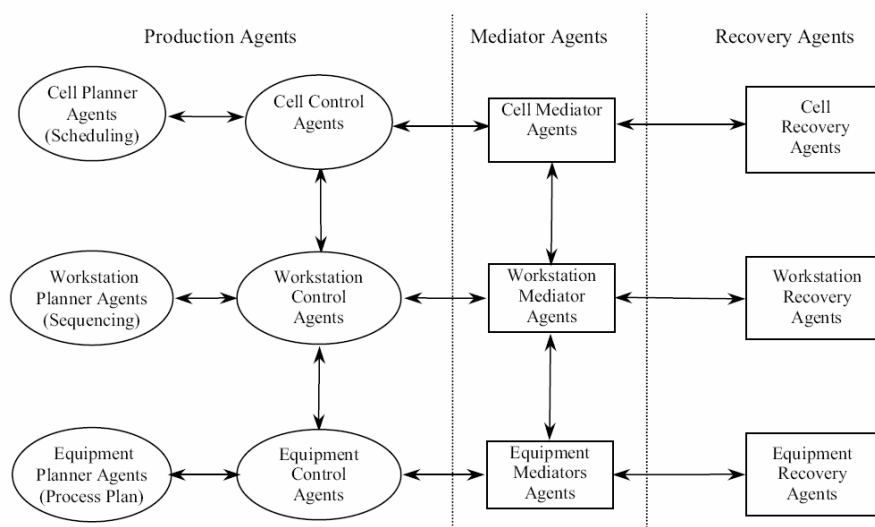 Production Agents
Mediator Agents
Recovery Agents
Cell Planner
Agents
(Scheduling)
Cell Control
Agents
Cell Mediator
Agents
Cell
Recovery
Agents
Workstation
Planner Agents
(Sequencing)
Workstation
Control
Agents
Workstation
Mediator
Agents
Workstation
Recovery
Agents
Equipment
Planner Agents
(Process Plan)
Equipment
Control
Agents
Equipment
Mediators
Agents
Equipment
Recovery
Agents